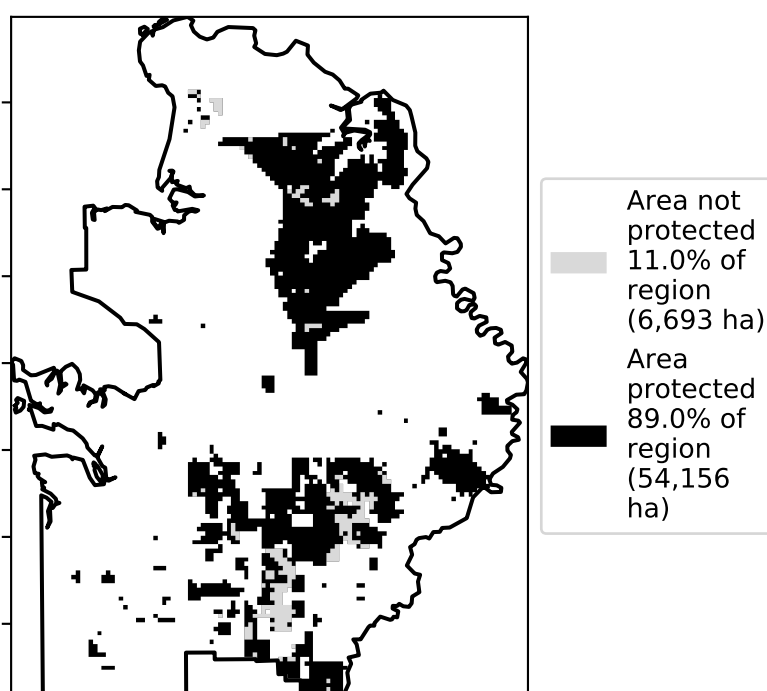 Area not
protected
11.0% of
region
(6,693 ha)
Area
protected
89.0% of
region
(54,156
ha)